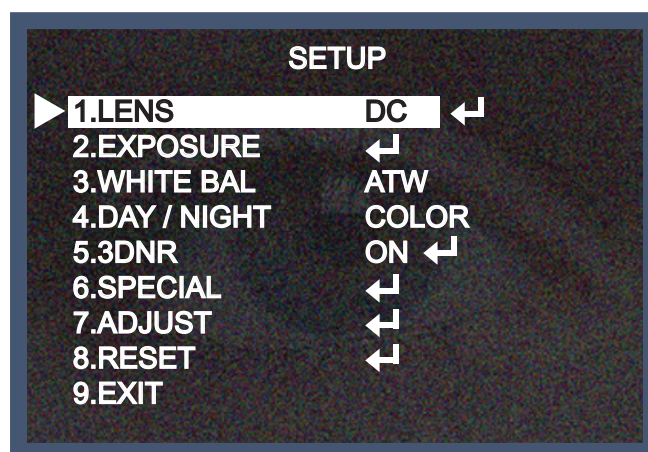 SETUP
1.LENS DC ↵
2.EXPOSURE ↵
3.WHITE BAL ATW
4.DAY / NIGHT COLOR
5.3DNR ON ↵
6.SPECIAL ↵
7.ADJUST ↵
8.RESET ↵
9.EXIT